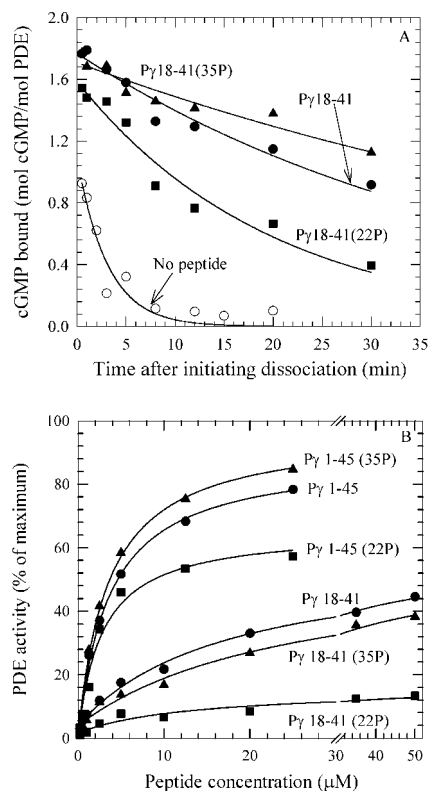 A
cGMP bound (mol cGMP/mol PDE)
2.0
1.6
1.2
0.8
0.4
0.0
Pγ18-41(35P)
Pγ18-41
Pγ18-41(22P)
No peptide
0 5 10 15 20 25 30 35
Time after initiating dissociation (min)
B
PDE activity (% of maximum)
100
80
60
40
20
0
Pγ 1-45 (35P)
Pγ 1-45
Pγ 1-45 (22P)
Pγ 18-41
Pγ 18-41 (35P)
Pγ 18-41 (22P)
0 5 10 15 20 25 30 40 50
Peptide concentration (μM)